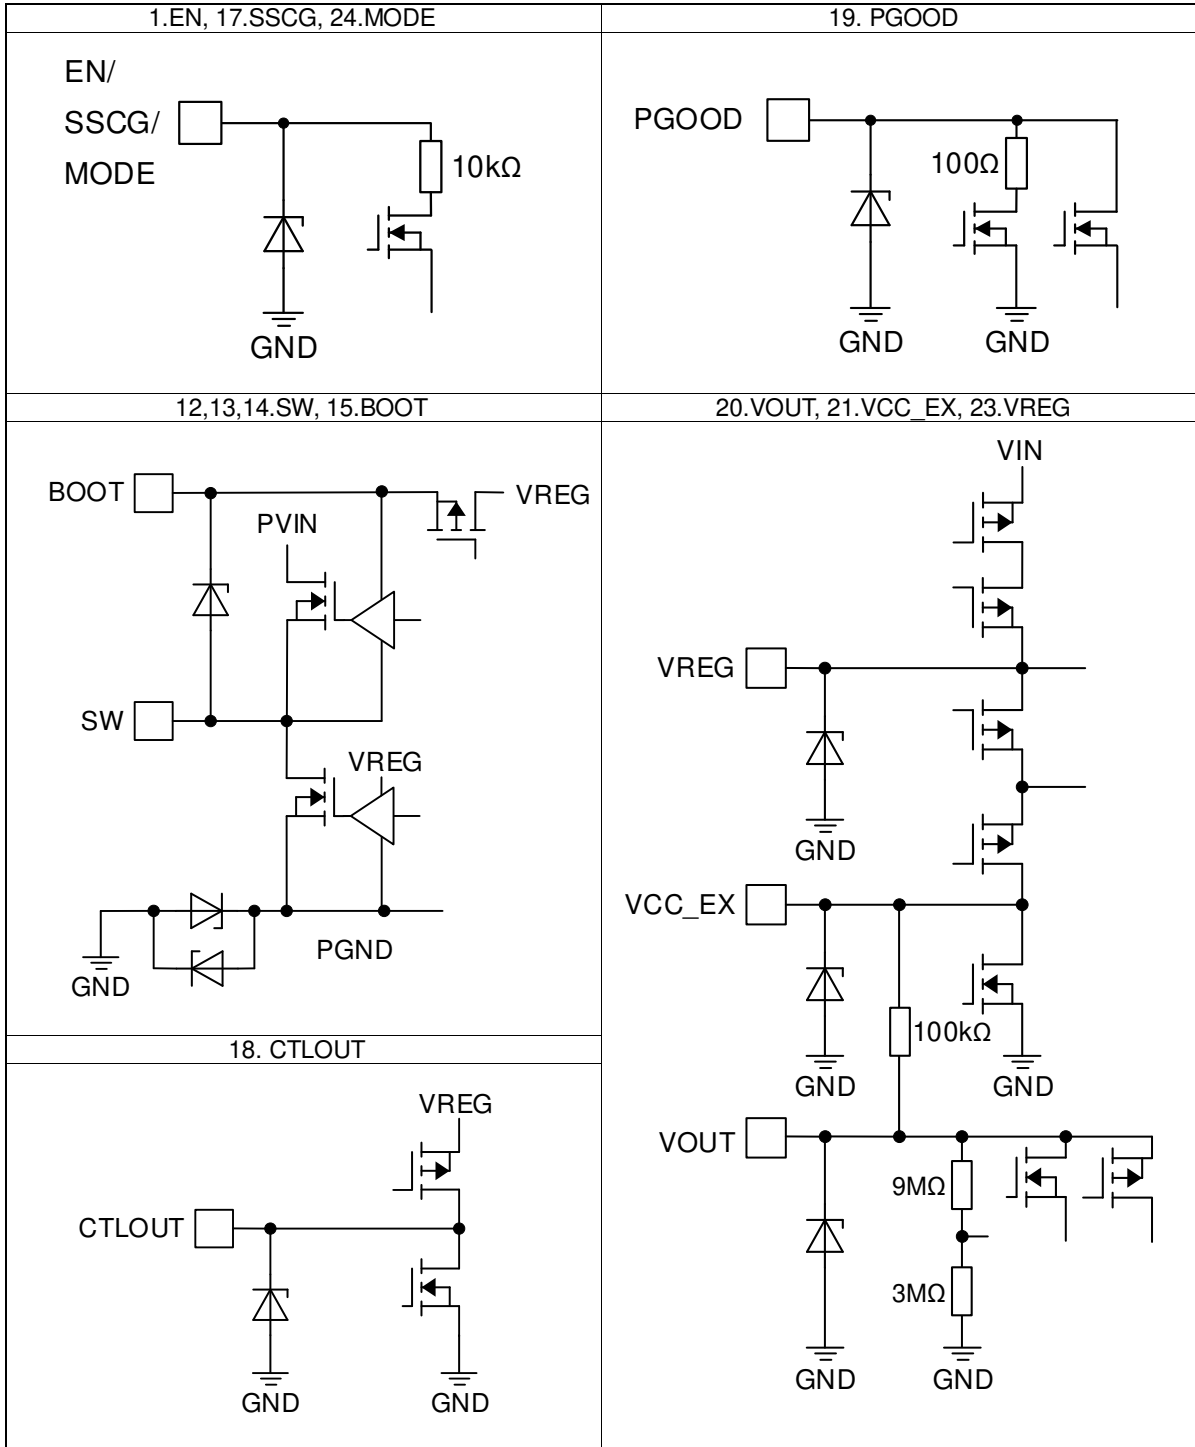 1.EN, 17.SSCG, 24.MODE
EN/
SSCG/
MODE
10kΩ
GND
19. PGOOD
PGOOD
100Ω
GND
GND
12,13,14.SW, 15.BOOT
BOOT
VREG
PVIN
SW
VREG
PGND
GND
18. CTLOUT
VREG
CTLOUT
GND
GND
20.VOUT, 21.VCC_EX, 23.VREG
VIN
VREG
GND
VCC_EX
100kΩ
GND
GND
VOUT
9MΩ
3MΩ
GND
GND